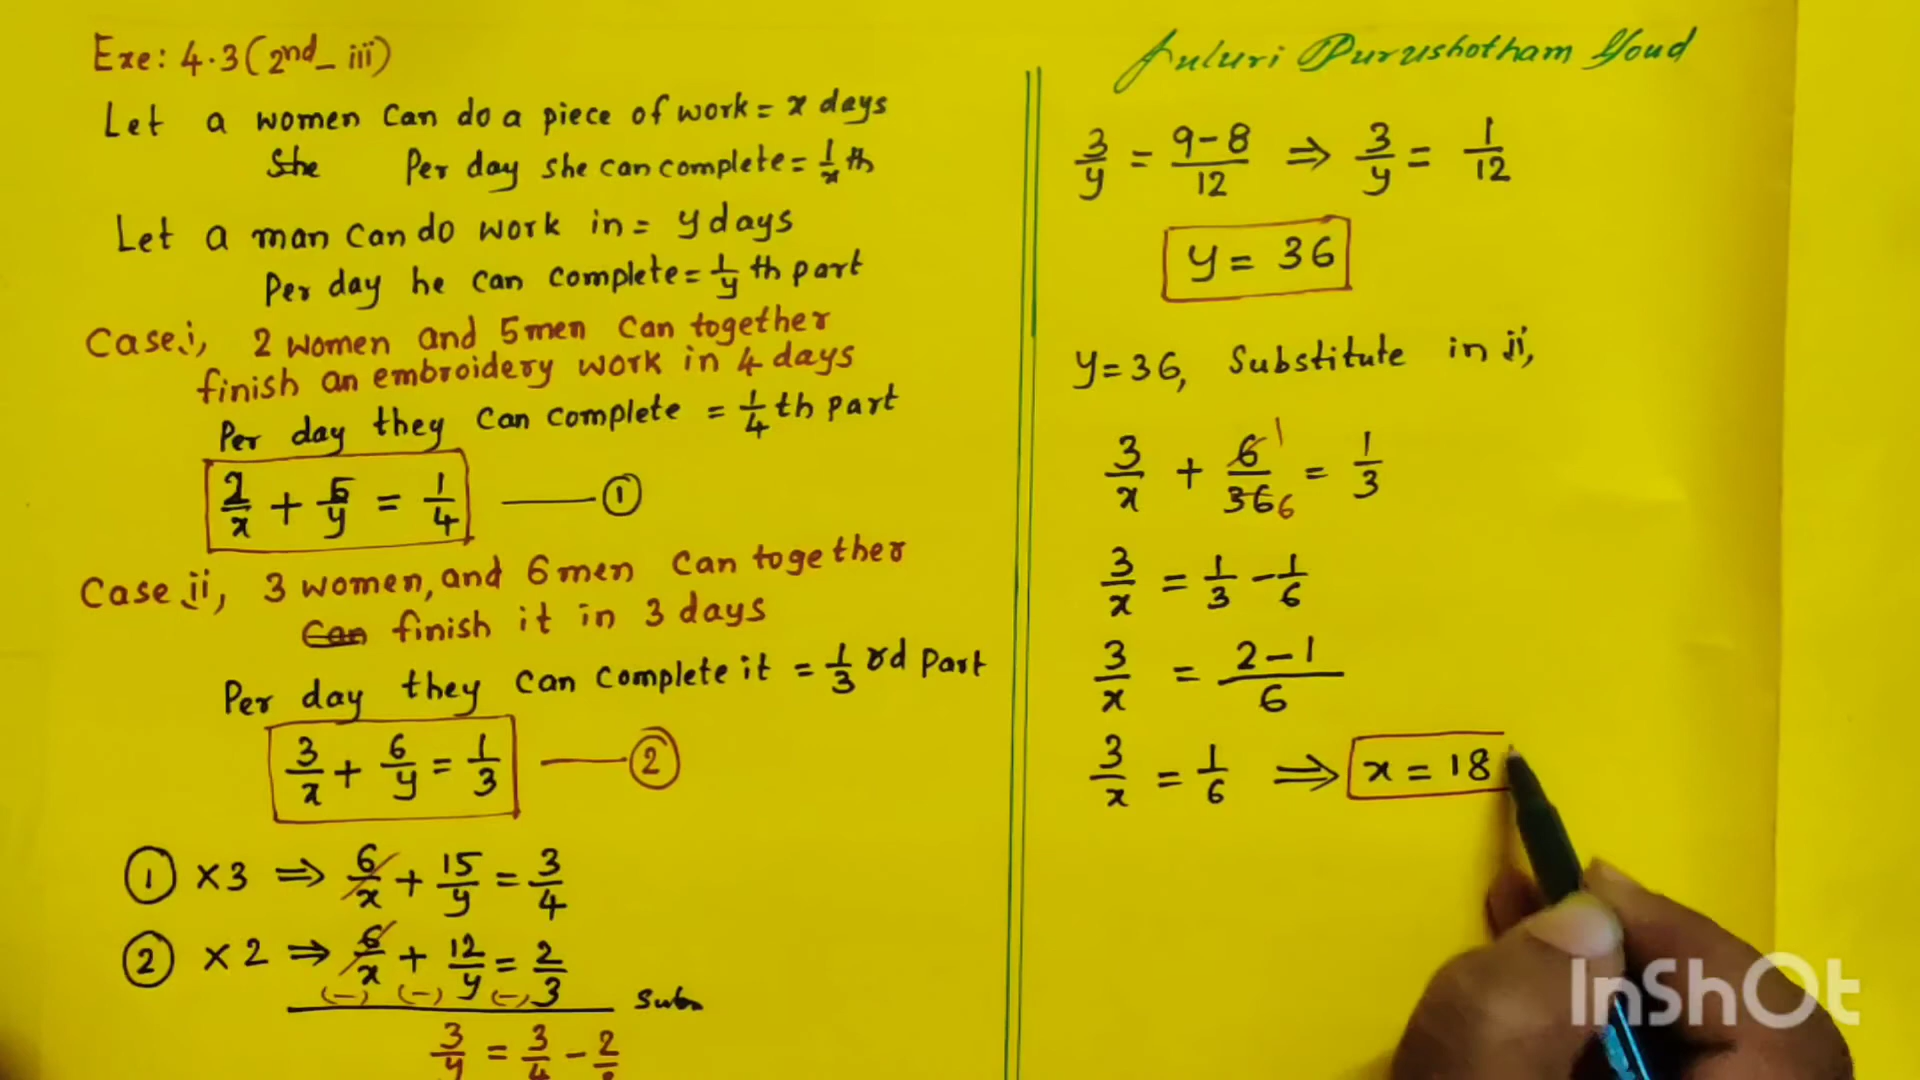 Exe: 4.3 (2nd_ iii)
Let a women Can do a piece of work = x days
She Per day she can complete = 1/x th
Let a man Can do work in = y days
Per day he can complete = 1/y th part
Case i, 2 women and 5 men Can together
finish an embroidery work in 4 days
Per day they Can complete = 1/4 th part
2/x + 5/y = 1/4 —— ①
Case ii, 3 women, and 6 men Can together
Can finish it in 3 days
Per day they Can Complete it = 1/3 rd Part
3/x + 6/y = 1/3 —— ②
① × 3 ⇒ 6/x + 15/y = 3/4
② × 2 ⇒ 6/x + 12/y = 2/3
(-) (-) (-) Subn
3/y = 3/4 - 2/
Juluri Purushotham Goud
3/y = 9-8/12 ⇒ 3/y = 1/12
y = 36
y = 36, Substitute in ii,
3/x + 6/36 1 6 = 1/3
3/x = 1/3 - 1/6
3/x = 2-1/6
3/x = 1/6 ⇒ x = 18
InShOt